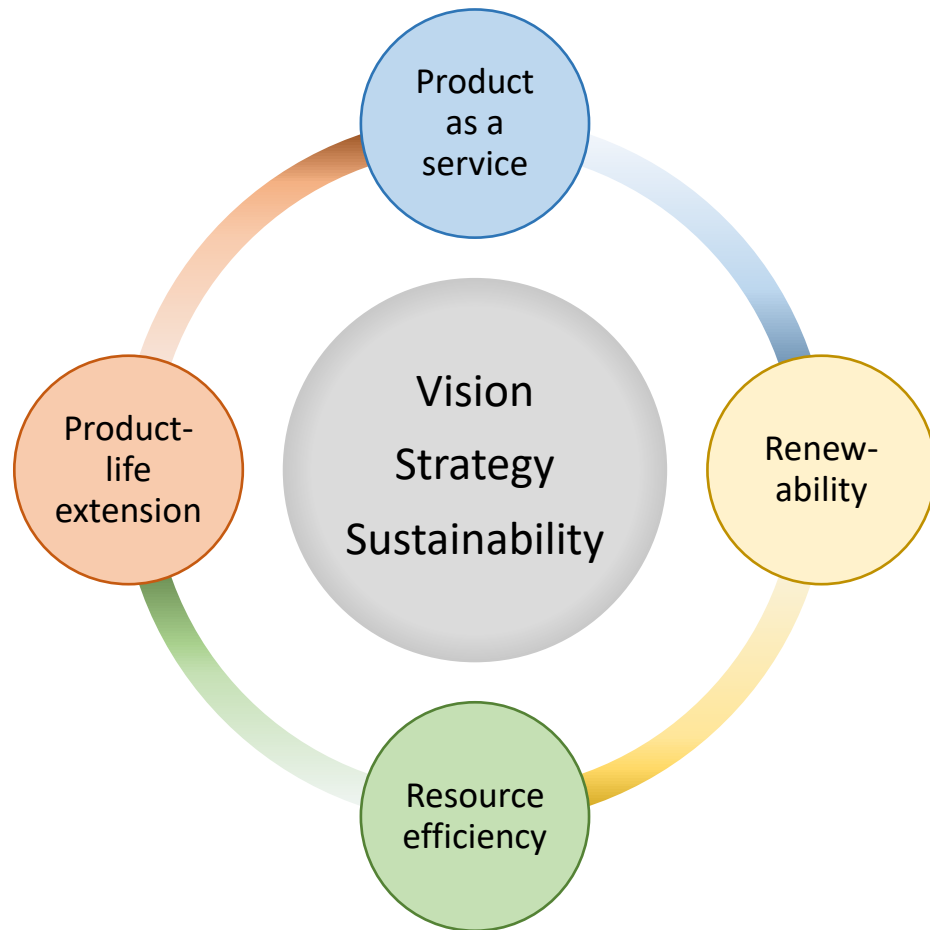 Product
as a
service
Vision
Strategy
Sustainability
Product-
life
extension
Renew-
ability
Resource
efficiency